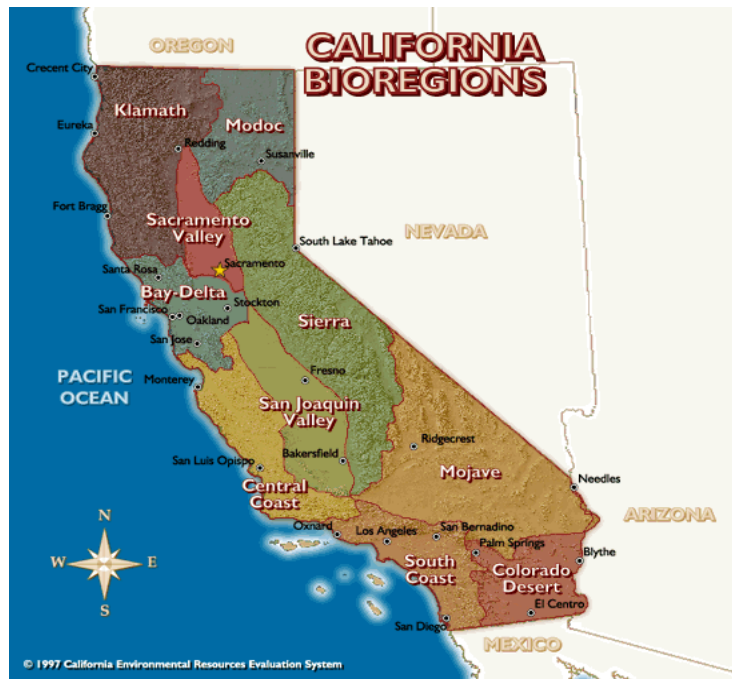 OREGON
CALIFORNIA
BIOREGIONS
Crecent City
Klamath
Modoc
Eureka
Redding
Susanville
Fort Bragg
Sacramento
Valley
NEVADA
South Lake Tahoe
Sacramento
Santa Rosa
Bay-Delta
Stockton
San Francisco
Oakland
Sierra
San Jose
PACIFIC
OCEAN
Monterey
Fresno
San Joaquin
Valley
Ridgecrest
Bakersfield
San Luis Opispo
Mojave
Needles
Central
Coast
ARIZONA
Oxnard
Los Angeles
San Bernadino
Palm Springs
Blythe
South
Coast
Colorado
Desert
El Centro
San Diego
MEXICO
N
W
E
S
© 1997 California Environmental Resources Evaluation System